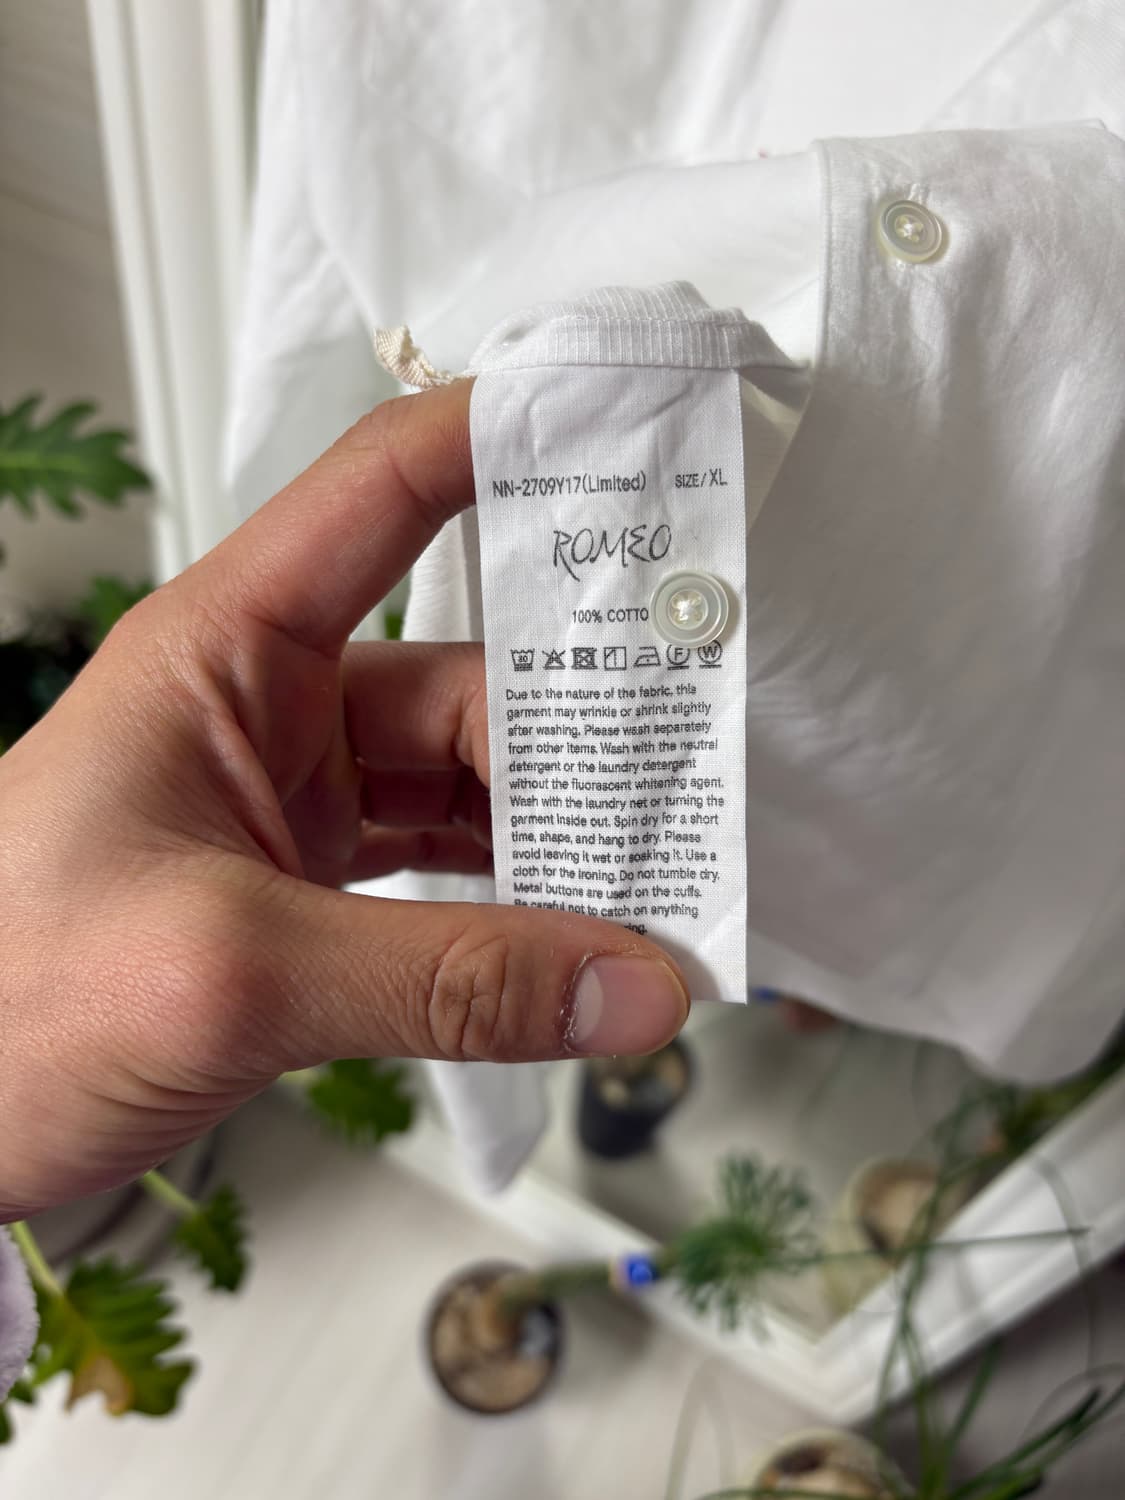 NN-2709Y17(Limited) SIZE/XL
ROMEO
100% COTTO
30
F W
Due to the nature of the fabric, this
garment may wrinkle or shrink slightly
after washing. Please wash separately
from other items. Wash with the neutral
detergent or the laundry detergent
without the fluorescent whitening agent.
Wash with the laundry net or turning the
garment inside out. Spin dry for a short
time, shape, and hang to dry. Please
avoid leaving it wet or soaking it. Use a
cloth for the ironing. Do not tumble dry.
Metal buttons are used on the cuffs.
Be careful not to catch on anything